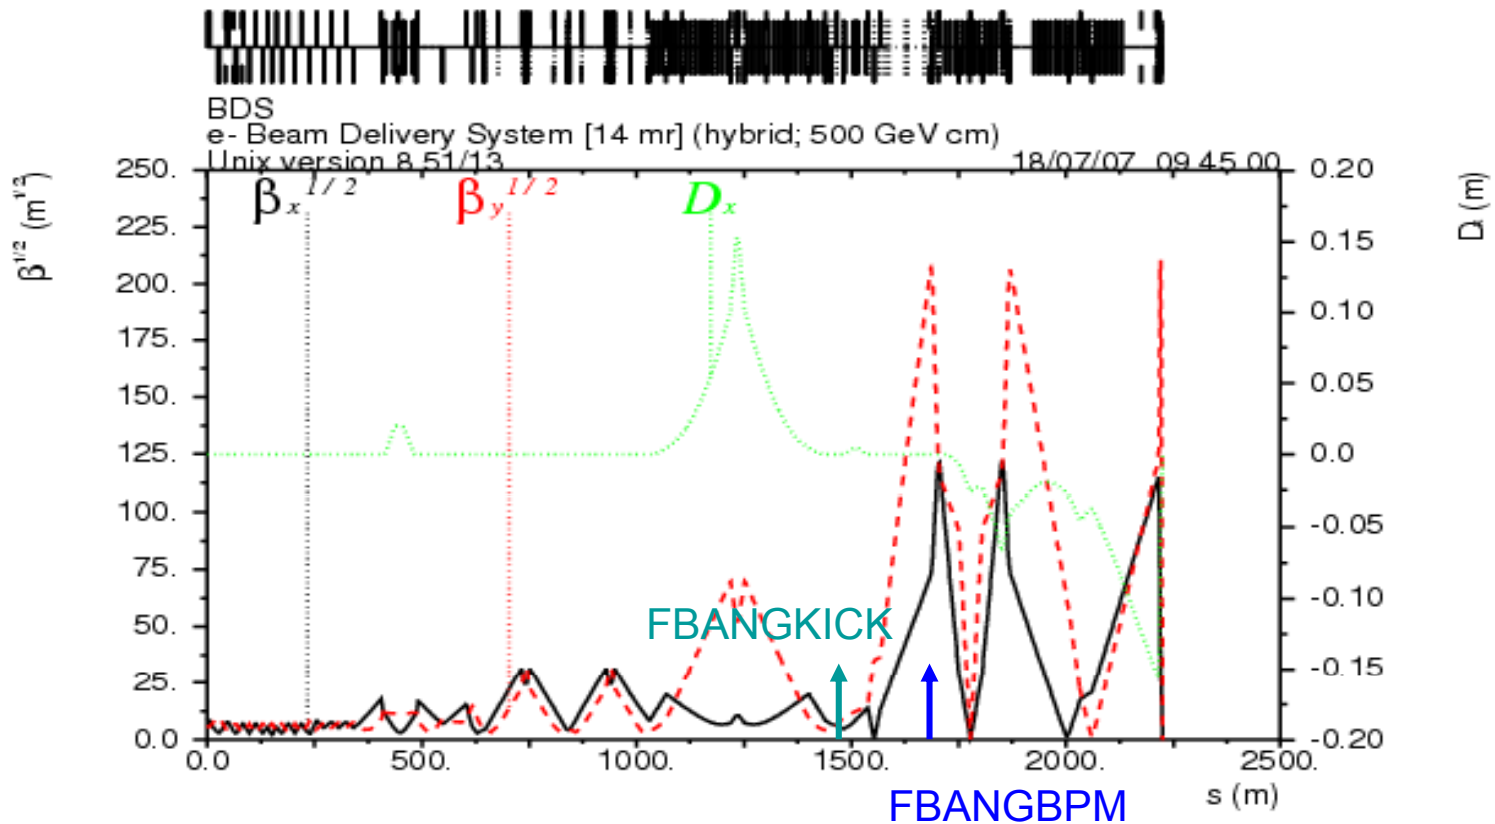 BDS
e- Beam Delivery System [14 mr] (hybrid; 500 GeV cm)
Unix version 8.51/13 18/07/07 09.45.00
β^1/2 (m^1/2)
D (m)
βx^1/2 βy^1/2 Dx
250. 0.20
225.
200.
175.
150.
125.
100.
75.
50.
25.
0.0
0.15
0.10
0.05
0.0
-0.05
-0.10
-0.15
-0.20
FBANGKICK
0.0 500. 1000. 1500. 2000. 2500.
s (m)
FBANGBPM